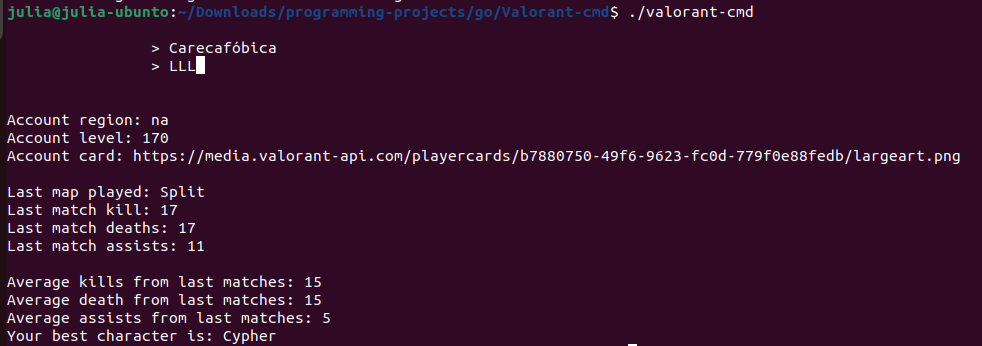 julia@julia-ubunto:~/Downloads/programming-projects/go/Valorant-cmd$ ./valorant-cmd
> Carecafóbica
> LLL
Account region: na
Account level: 170
Account card: https://media.valorant-api.com/playercards/b7880750-49f6-9623-fc0d-779f0e88fedb/largeart.png
Last map played: Split
Last match kill: 17
Last match deaths: 17
Last match assists: 11
Average kills from last matches: 15
Average death from last matches: 15
Average assists from last matches: 5
Your best character is: Cypher